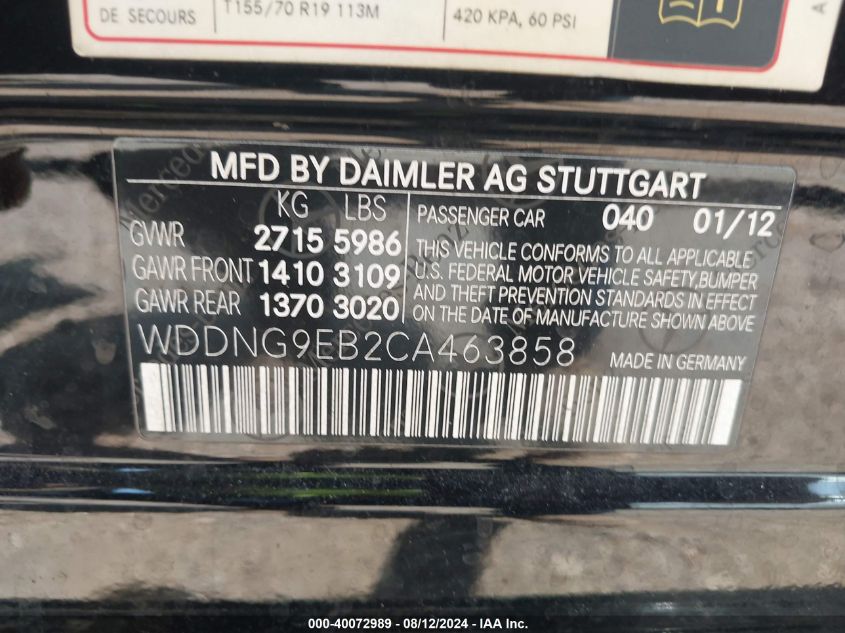 DE SECOURS T155/70 R19 113M 420 KPA, 60 PSI
A
MFD BY DAIMLER AG STUTTGART
KG LBS
GVWR 2715 5986
GAWR FRONT 1410 3109
GAWR REAR 1370 3020
PASSENGER CAR 040 01/12
THIS VEHICLE CONFORMS TO ALL APPLICABLE
U.S. FEDERAL MOTOR VEHICLE SAFETY,BUMPER
AND THEFT PREVENTION STANDARDS IN EFFECT
ON THE DATE OF MANUFACTURE SHOWN ABOVE
WDDNG9EB2CA463858 MADE IN GERMANY
000-40072989 - 08/12/2024 - IAA Inc.